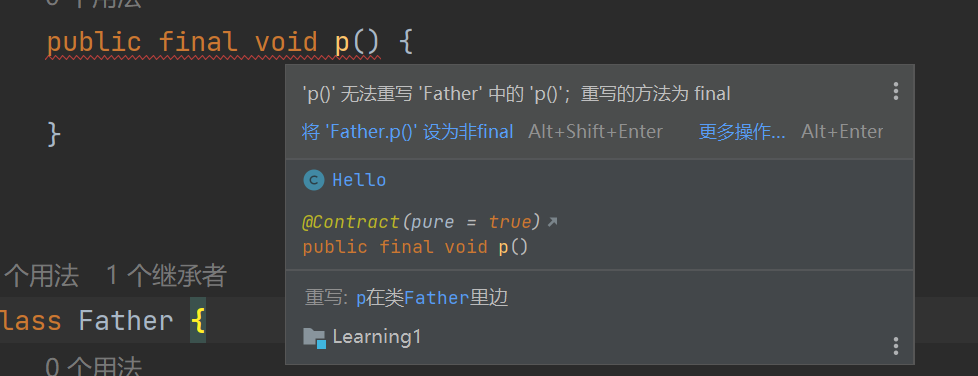 0 个用法
public final void p() {
'p()' 无法重写 'Father' 中的 'p()'；重写的方法为 final
将 'Father.p()' 设为非final Alt+Shift+Enter 更多操作... Alt+Enter
}
Hello
@Contract(pure = true)
public final void p()
个用法 1 个继承者
重写: p在类Father里边
lass Father {
Learning1
0 个用法